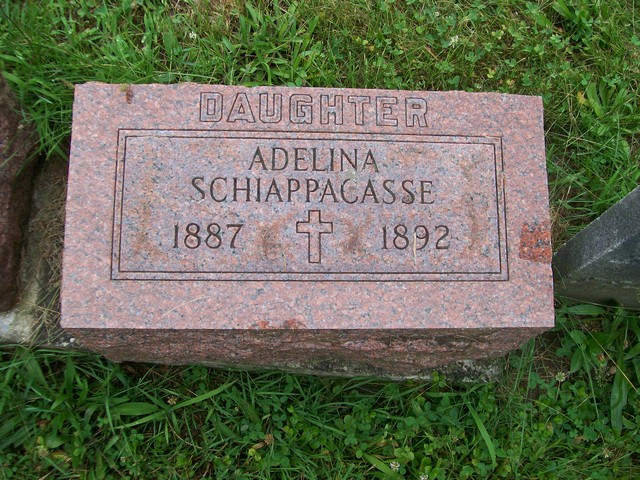 DAUGHTER
ADELINA
SCHIAPPACASSE
1887 1892